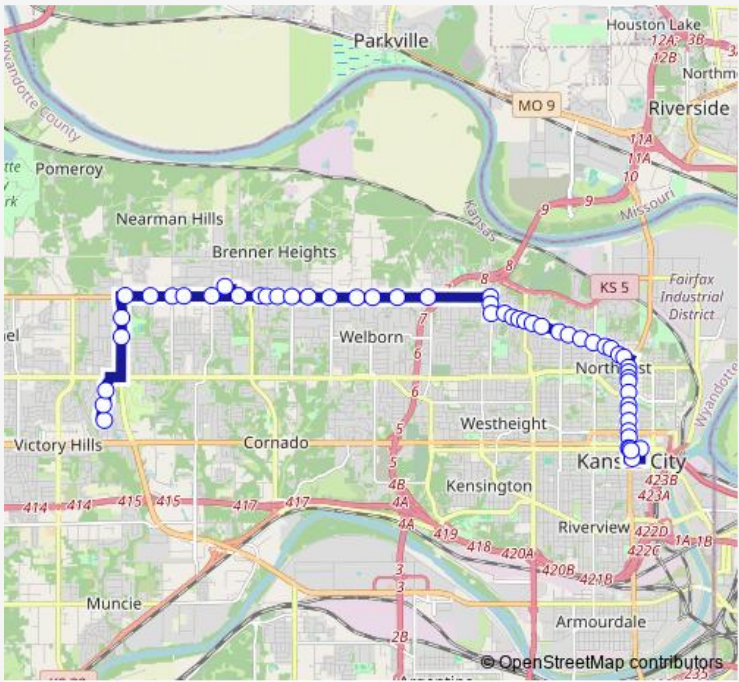 Houston Lake
Parkville
12A
3B
12B
Wyandotte County
Northm
MO 9
Riverside
11A
11A
10
Pomeroy
Missouri
9
9
Nearman Hills
Kansas
Brenner Heights
8
8
KS 5
Fairfax
Industrial
District
7
Welborn
6
6
Northeast
Wyandotte
Westheight
5
Victory Hills
Cornado
5
Kansas City
4B
Kensington
423B
423A
414
414
415
415
417
417
4A
4A
Riverview
422D
1A
1B
419
418
420A
422C
420B
421B
3
3
Muncie
Armourdale
2B
© OpenStreetMap contributors
235